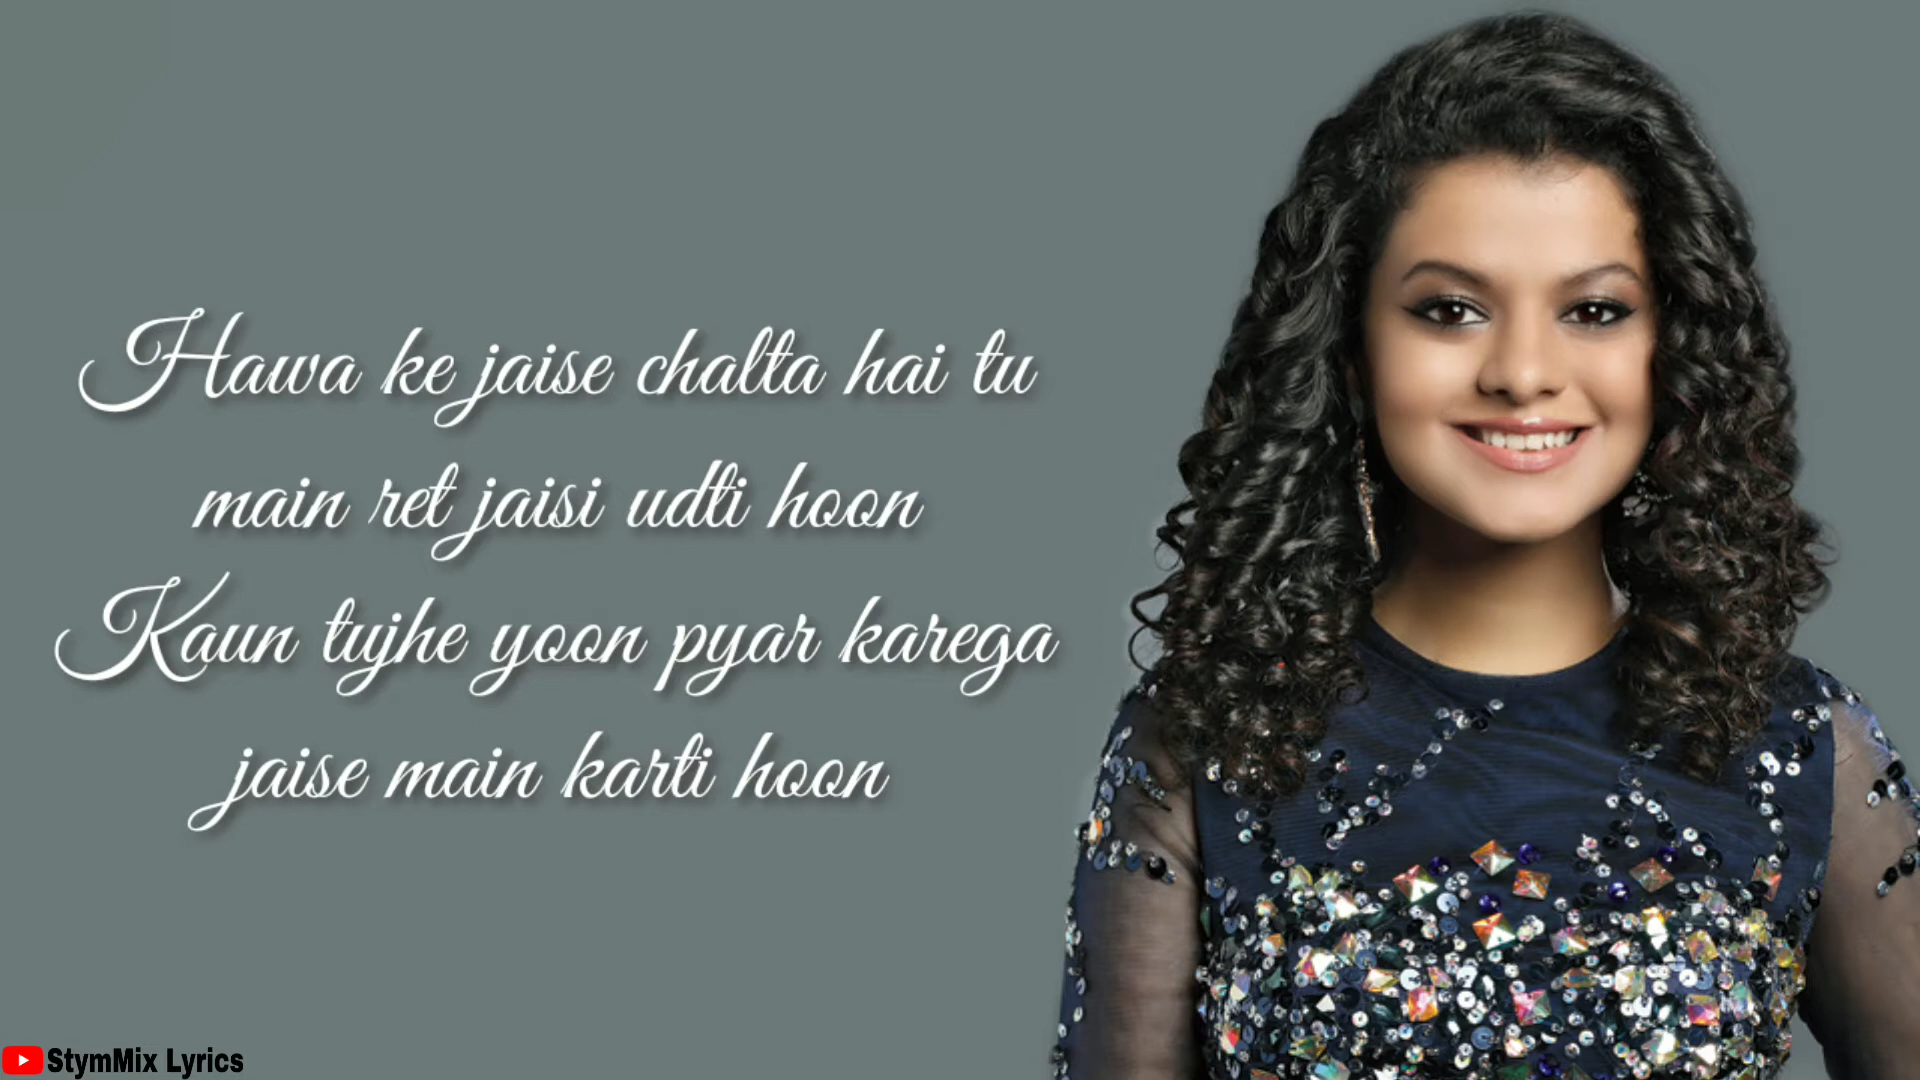 Hawa ke jaise chalta hai tu
main ret jaisi udti hoon
Kaun tujhe yoon pyar karega
jaise main karti hoon
StymMix Lyrics